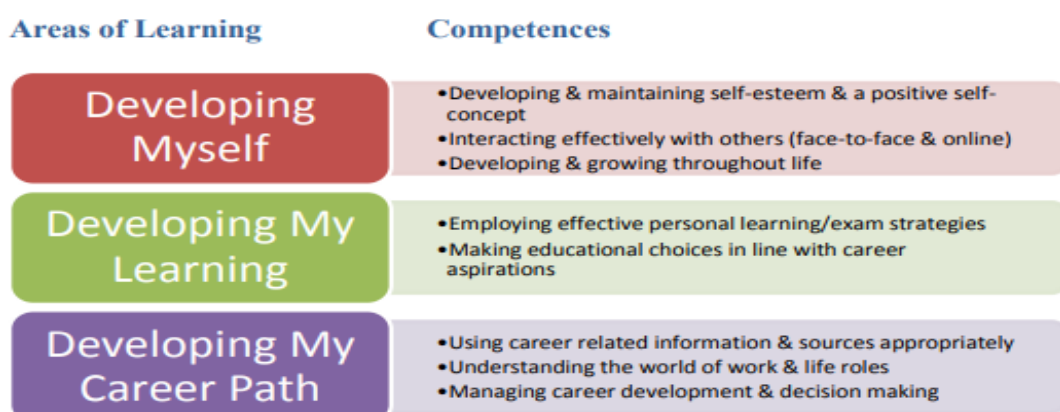 Areas of Learning
Competences
Developing
Myself
•Developing & maintaining self-esteem & a positive self-
concept
•Interacting effectively with others (face-to-face & online)
•Developing & growing throughout life
Developing My
Learning
•Employing effective personal learning/exam strategies
•Making educational choices in line with career
aspirations
Developing My
Career Path
•Using career related information & sources appropriately
•Understanding the world of work & life roles
•Managing career development & decision making